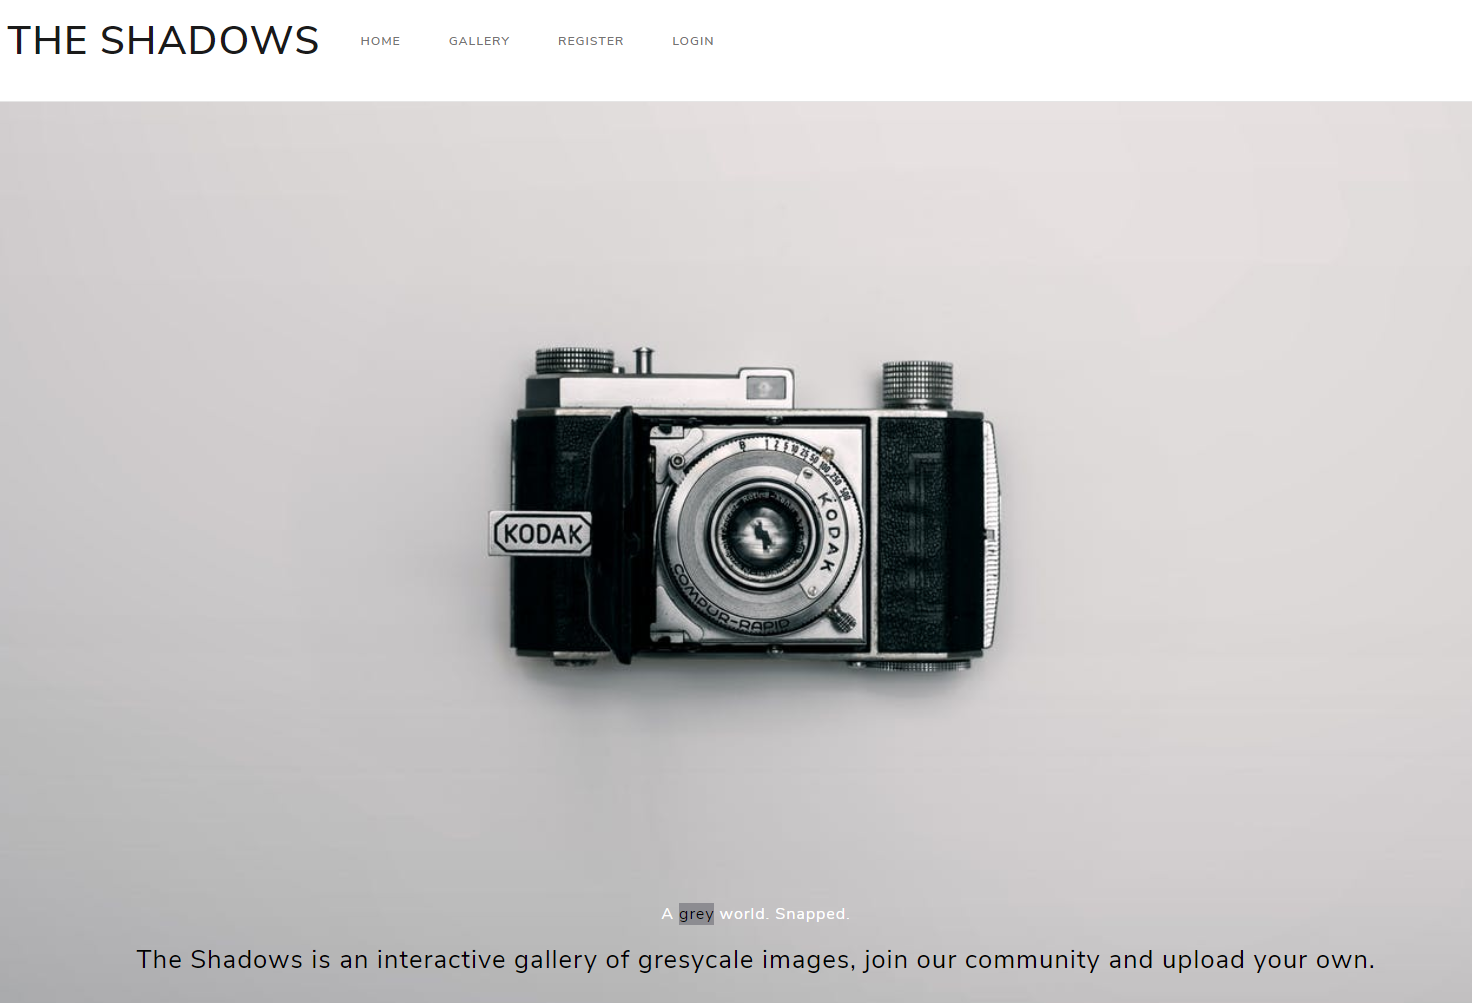 THE SHADOWS
HOME
GALLERY
REGISTER
LOGIN
B 1 2 5 10 25 50 100 250 500
KODAK
KODAK
COMPUR-RAPID
A grey world. Snapped.
The Shadows is an interactive gallery of gresycale images, join our community and upload your own.